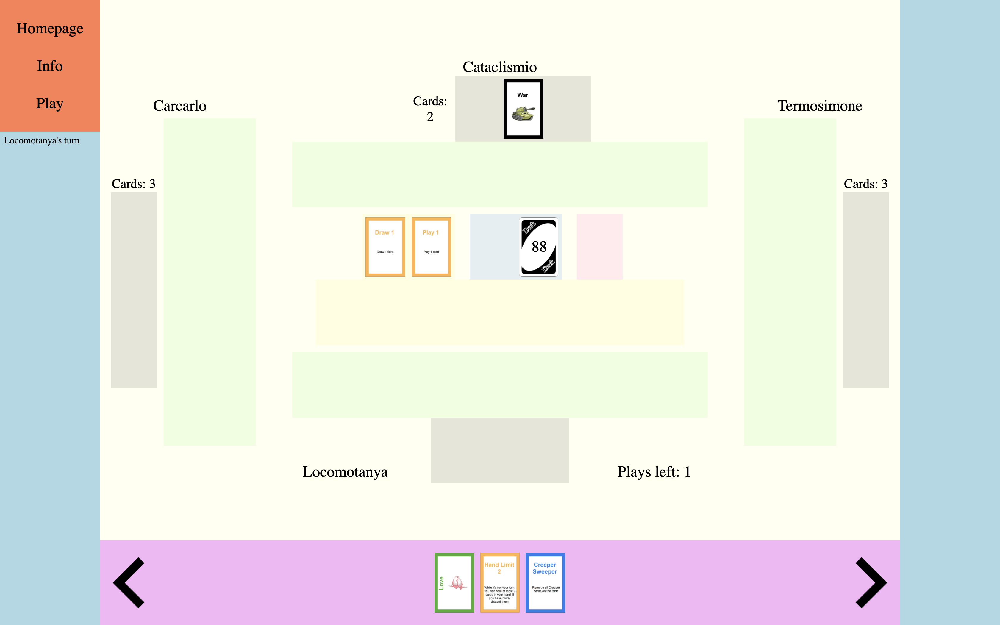 Homepage
Info
Play
Locomotanya's turn
Cataclismio
Cards:
2
War
Carcarlo
Cards: 3
Termosimone
Cards: 3
Draw 1
Draw 1 card
Play 1
Play 1 card
Deck
88
Deck
Locomotanya
Plays left: 1
Love
Hand Limit
2
While it's not your turn,
you can hold at most 2
cards in your hand. If
you have more,
discard them
Creeper
Sweeper
Remove all Creeper
cards on the table